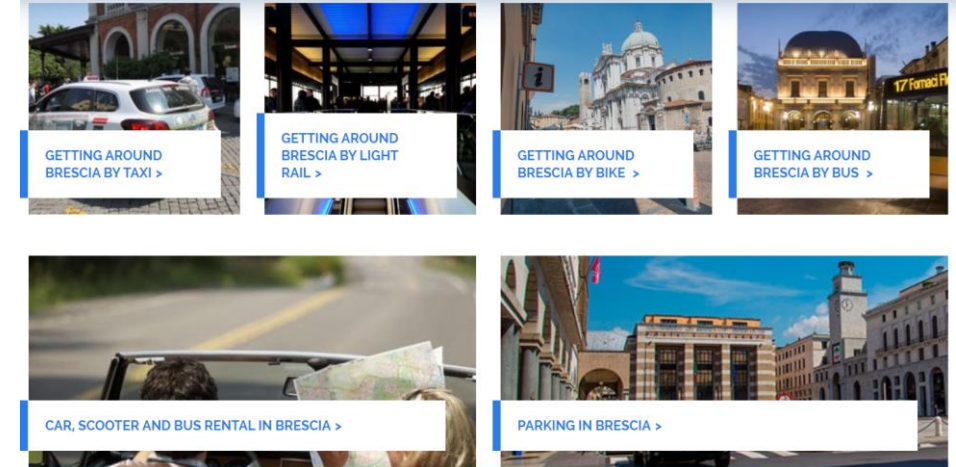 GETTING AROUND
BRESCIA BY TAXI >
GETTING AROUND
BRESCIA BY LIGHT
RAIL >
i
GETTING AROUND
BRESCIA BY BIKE >
17 Fornaci
GETTING AROUND
BRESCIA BY BUS >
CAR, SCOOTER AND BUS RENTAL IN BRESCIA >
PARKING IN BRESCIA >